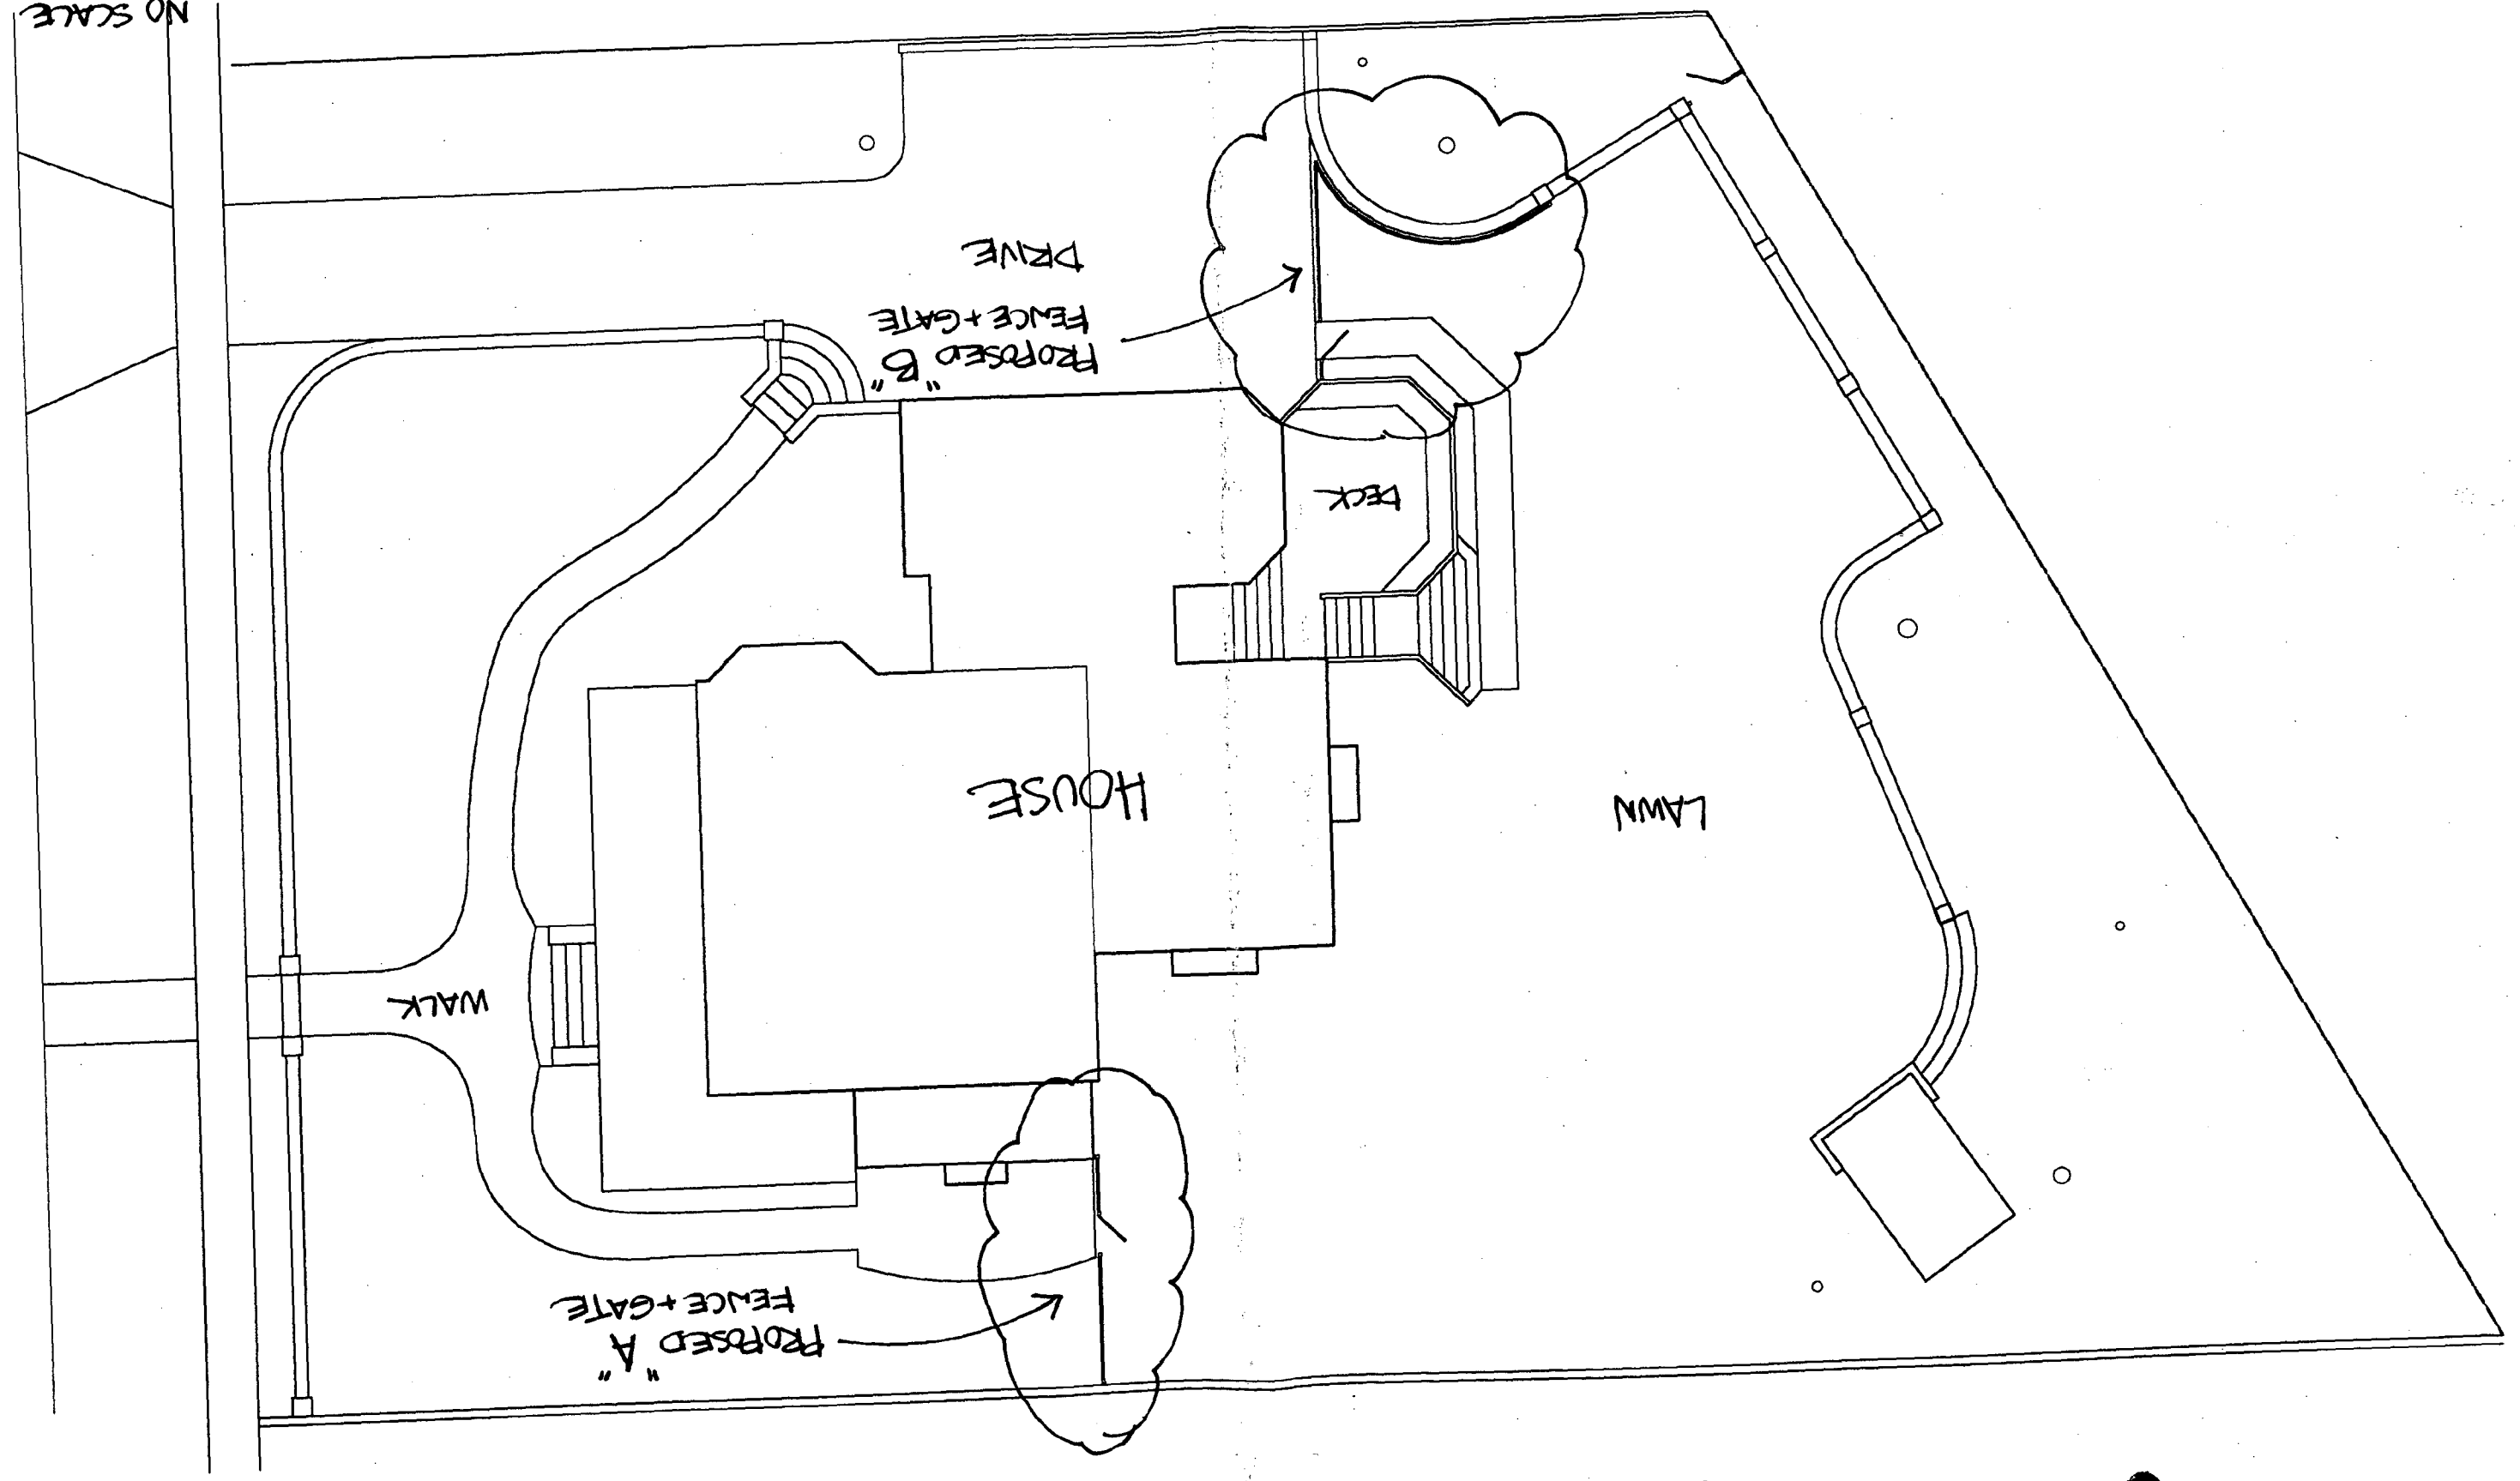 PROPOSED "A"
FENCE + GATE
WALK
LAWN
HOUSE
DECK
PROPOSED "B"
FENCE + GATE
DRIVE
NO SCALE